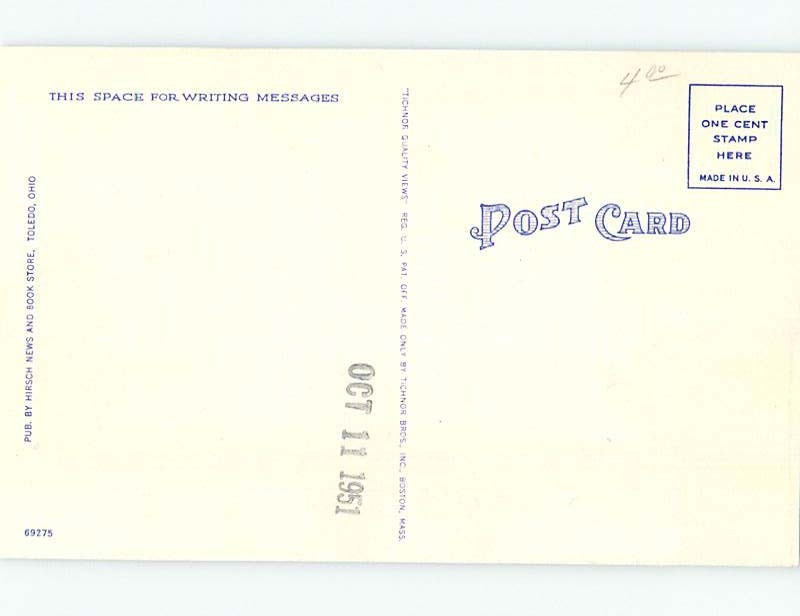 THIS SPACE FOR WRITING MESSAGES
4.00
PLACE
ONE CENT
STAMP
HERE
MADE IN U. S. A.
POST CARD
PUB. BY HIRSCH NEWS AND BOOK STORE, TOLEDO, OHIO
"TICHNOR QUALITY VIEWS" REG. U. S. PAT. OFF. MADE ONLY BY TICHNOR BROS., INC., BOSTON, MASS.
OCT 11 1951
69275